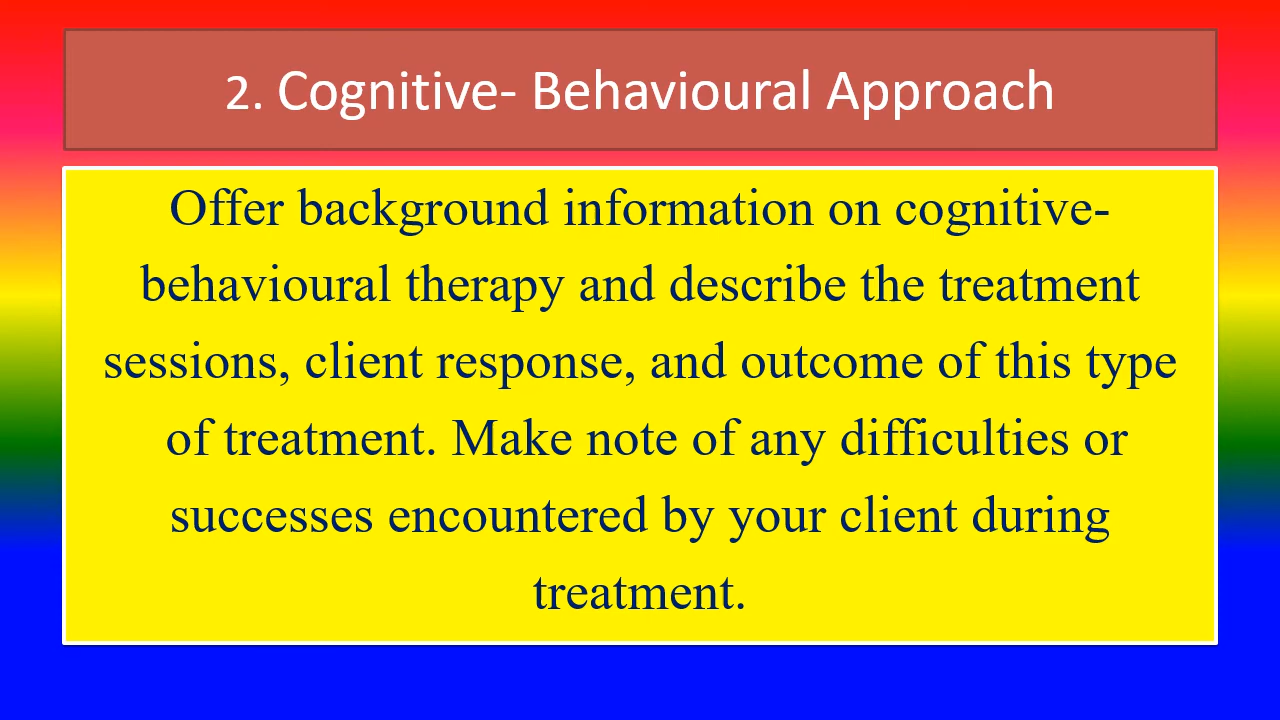 2. Cognitive- Behavioural Approach
Offer background information on cognitive-
behavioural therapy and describe the treatment
sessions, client response, and outcome of this type
of treatment. Make note of any difficulties or
successes encountered by your client during
treatment.